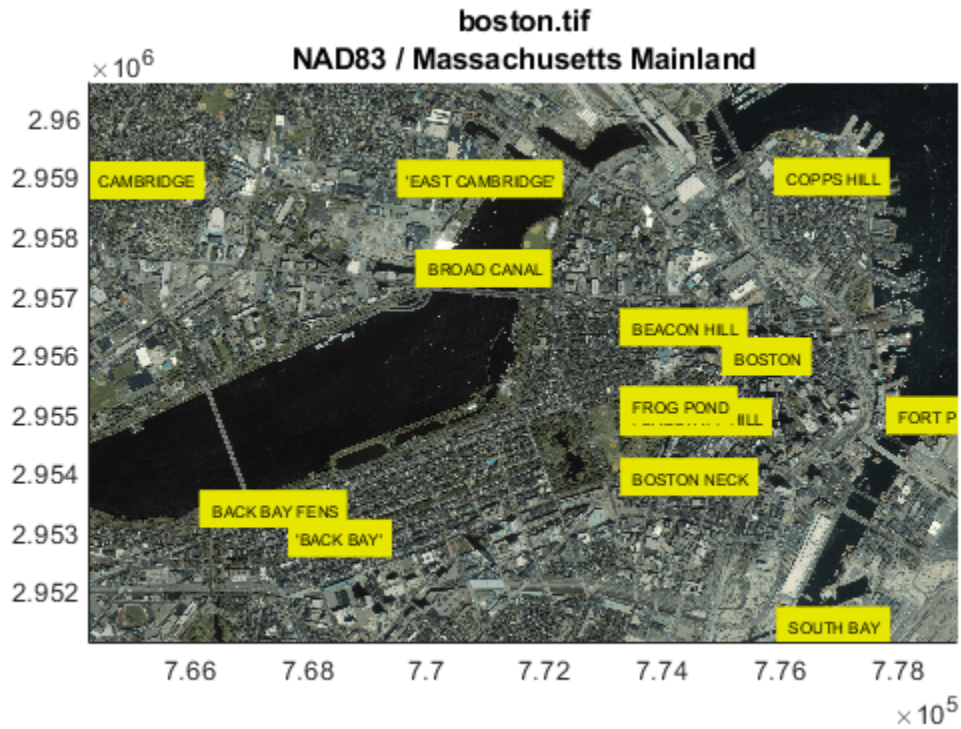 boston.tif
NAD83 / Massachusetts Mainland
× 10^6
2.96
2.959
2.958
2.957
2.956
2.955
2.954
2.953
2.952
CAMBRIDGE
'EAST CAMBRIDGE'
COPPS HILL
BROAD CANAL
BEACON HILL
BOSTON
FROG POND
HILL
FORT P
BOSTON NECK
BACK BAY FENS
'BACK BAY'
SOUTH BAY
7.66
7.68
7.7
7.72
7.74
7.76
7.78
× 10^5